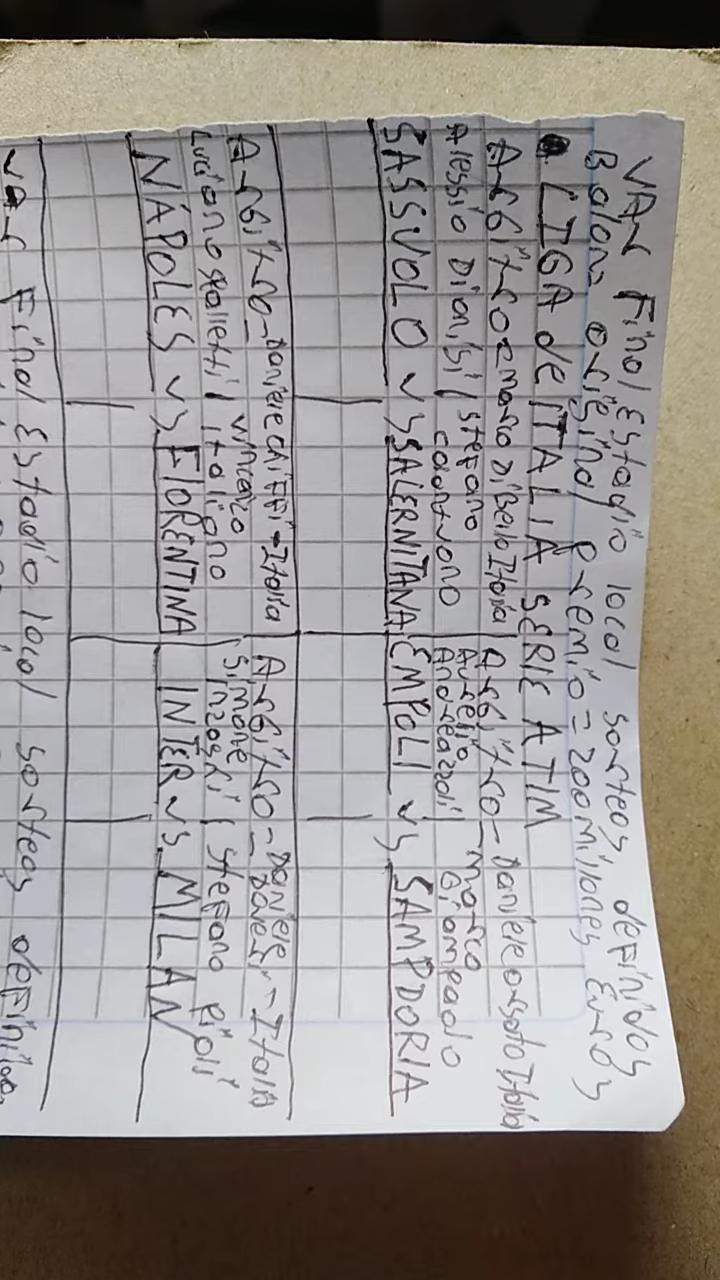 VAR Final Estadio local sorteos definidos
Balon original Premio = 200 millones Euros
LIGA de ITALIA SERIE A TIM
Arbitro = marco Di Bello Italia
Alessio Dionisi / stefano colantuono
SASSUOLO vs SALERNITANA
Arbitro - Daniele orsato Italia
Aurelio Andreazzoli marco Giampaolo
EMPOLI vs SAMPDORIA
Arbitro - Daniele chiffi - Italia
Luciano spalletti / vincenzo italiano
NÁPOLES vs FIORENTINA
Arbitro - Daniele Doveri - Italia
Simone inzaghi / stefano Pioli
INTER vs MILAN
VAR Final Estadio local sorteos definidos